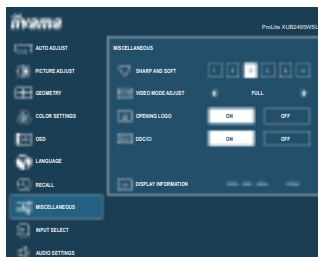 iiyama
ProLite XUB2495WSU
AUTO ADJUST
MISCELLANEOUS
PICTURE ADJUST
SHARP AND SOFT
GEOMETRY
VIDEO MODE ADJUST
FULL
COLOR SETTINGS
OPENING LOGO
ON
OFF
OSD
DDC/CI
ON
OFF
LANGUAGE
RECALL
DISPLAY INFORMATION
MISCELLANEOUS
INPUT SELECT
AUDIO SETTINGS